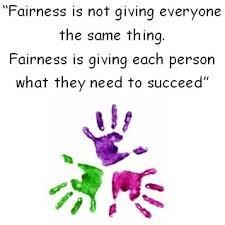 “Fairness is not giving everyone
the same thing.
Fairness is giving each person
what they need to succeed”